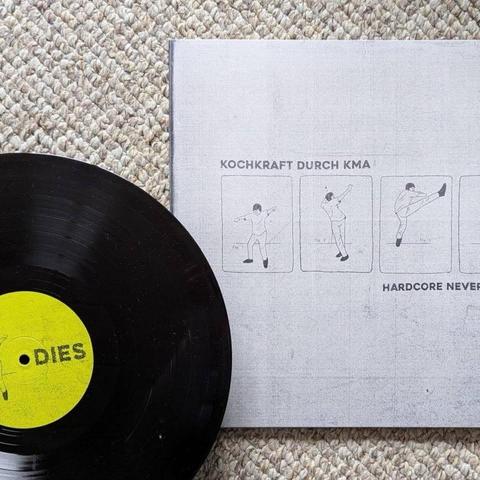 KOCHKRAFT DURCH KMA
HARDCORE NEVER
DIES